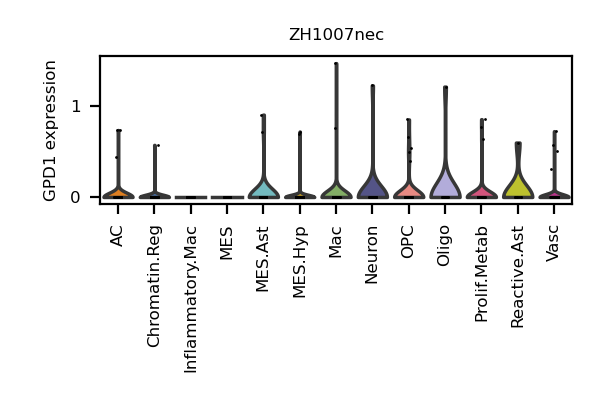 ZH1007nec
GPD1 expression
1
0
AC
Chromatin.Reg
Inflammatory.Mac
MES
MES.Ast
MES.Hyp
Mac
Neuron
OPC
Oligo
Prolif.Metab
Reactive.Ast
Vasc